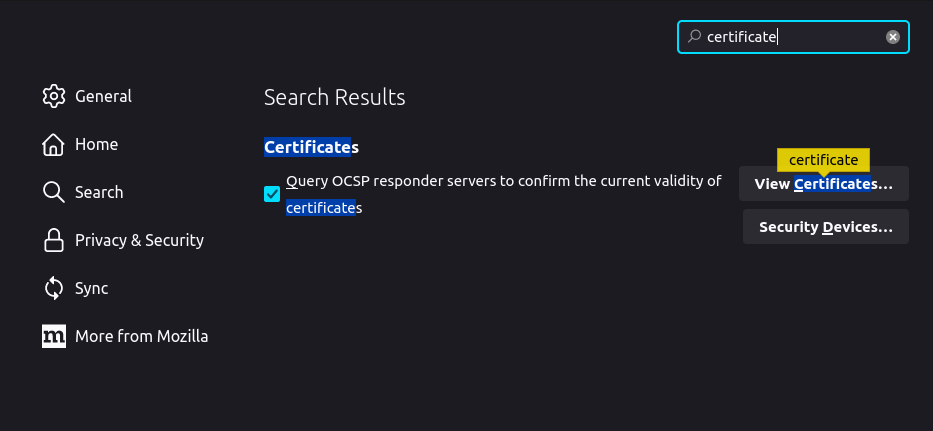 certificate
General
Home
Search
Privacy & Security
Sync
m More from Mozilla
Search Results
Certificates
Query OCSP responder servers to confirm the current validity of
certificates
certificate
View Certificates...
Security Devices...